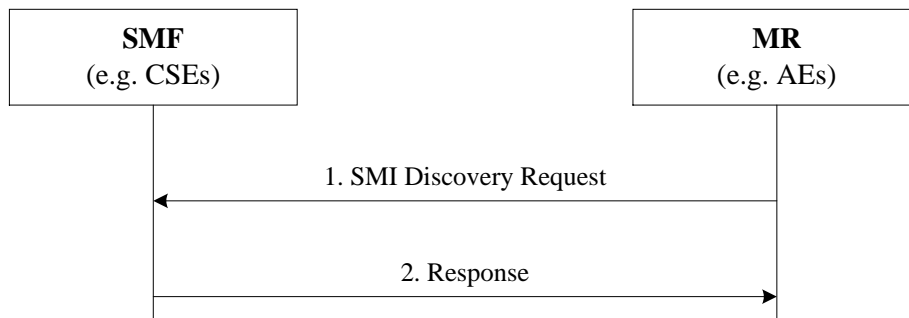 SMF
(e.g. CSEs)
MR
(e.g. AEs)
1. SMI Discovery Request
2. Response